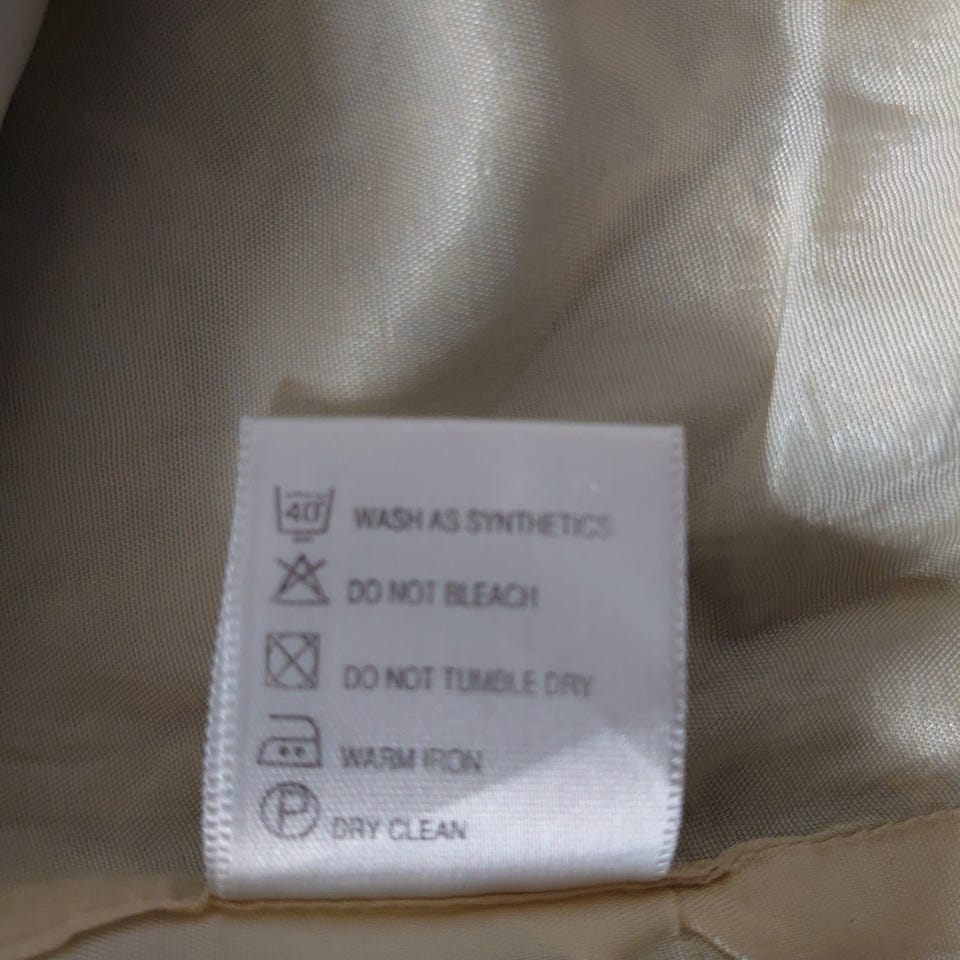 40° WASH AS SYNTHETICS
DO NOT BLEACH
DO NOT TUMBLE DRY
WARM IRON
P DRY CLEAN